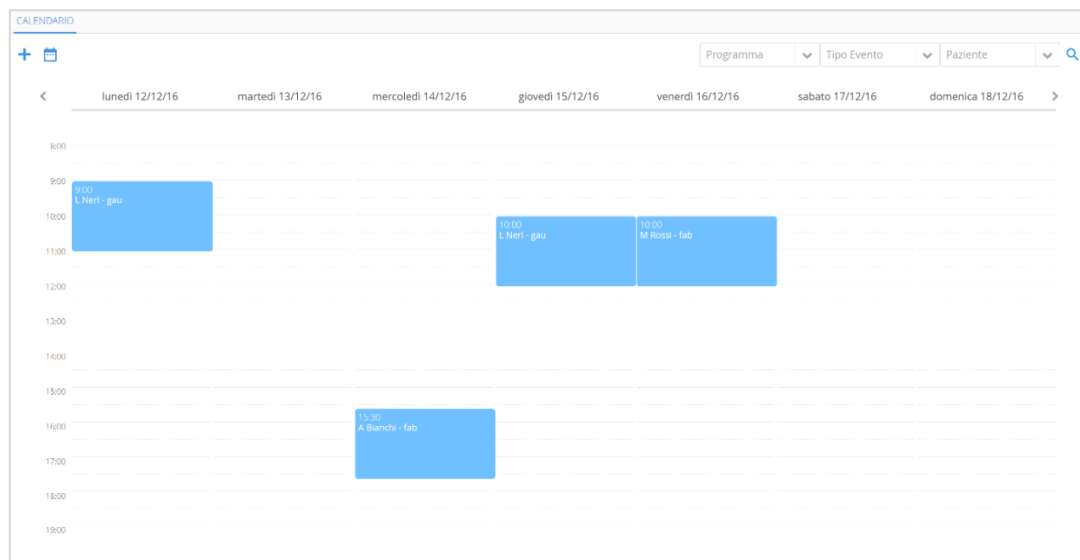 CALENDARIO
Programma Tipo Evento Paziente
lunedì 12/12/16 martedì 13/12/16 mercoledì 14/12/16 giovedì 15/12/16 venerdì 16/12/16 sabato 17/12/16 domenica 18/12/16
8:00
9:00
9:00
L Neri - gau
10:00
10:00
L Neri - gau
10:00
M Rossi - fab
11:00
12:00
13:00
14:00
15:00
15:30
A Bianchi - fab
16:00
17:00
18:00
19:00